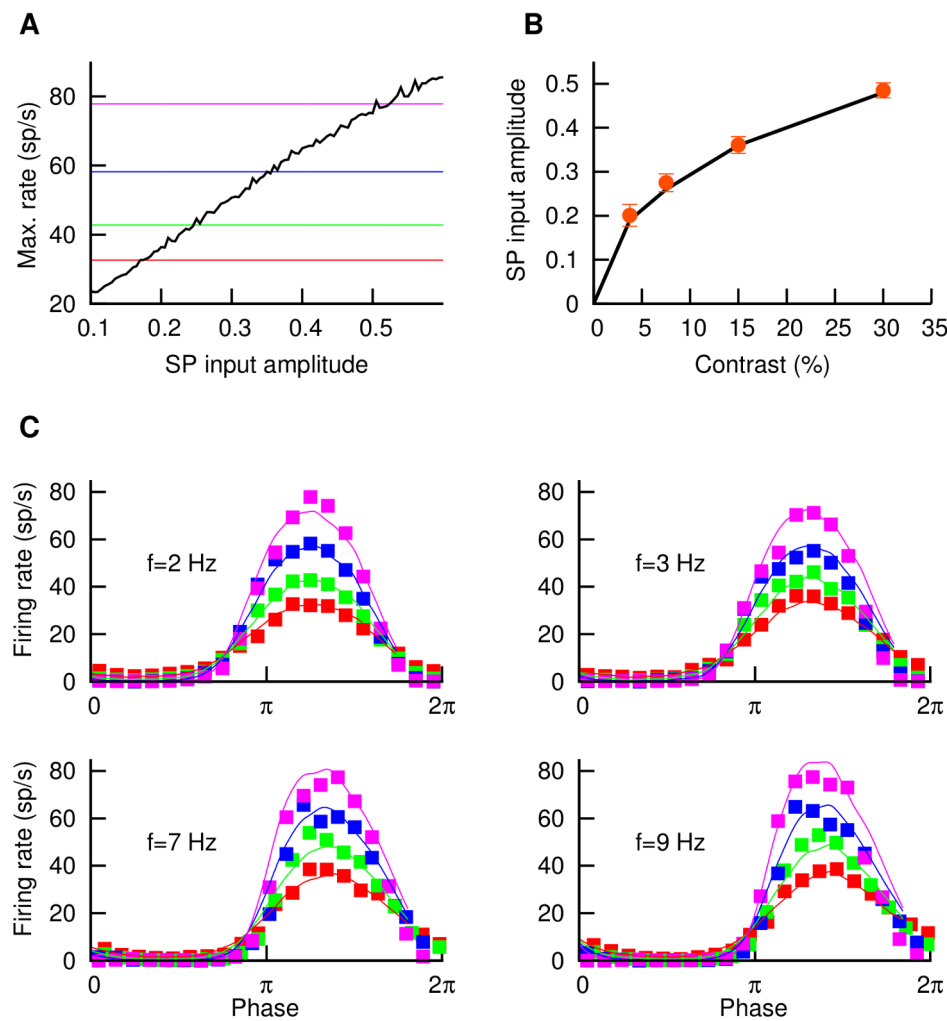 A
Max. rate (sp/s)
80
60
40
20
0.1 0.2 0.3 0.4 0.5
SP input amplitude
B
SP input amplitude
0.5
0.4
0.3
0.2
0.1
0
0 5 10 15 20 25 30 35
Contrast (%)
C
Firing rate (sp/s)
80
60
40
20
0
f=2 Hz
0 π 2π
80
60
40
20
0
f=3 Hz
0 π 2π
Firing rate (sp/s)
80
60
40
20
0
f=7 Hz
0 π 2π
Phase
80
60
40
20
0
f=9 Hz
0 π 2π
Phase